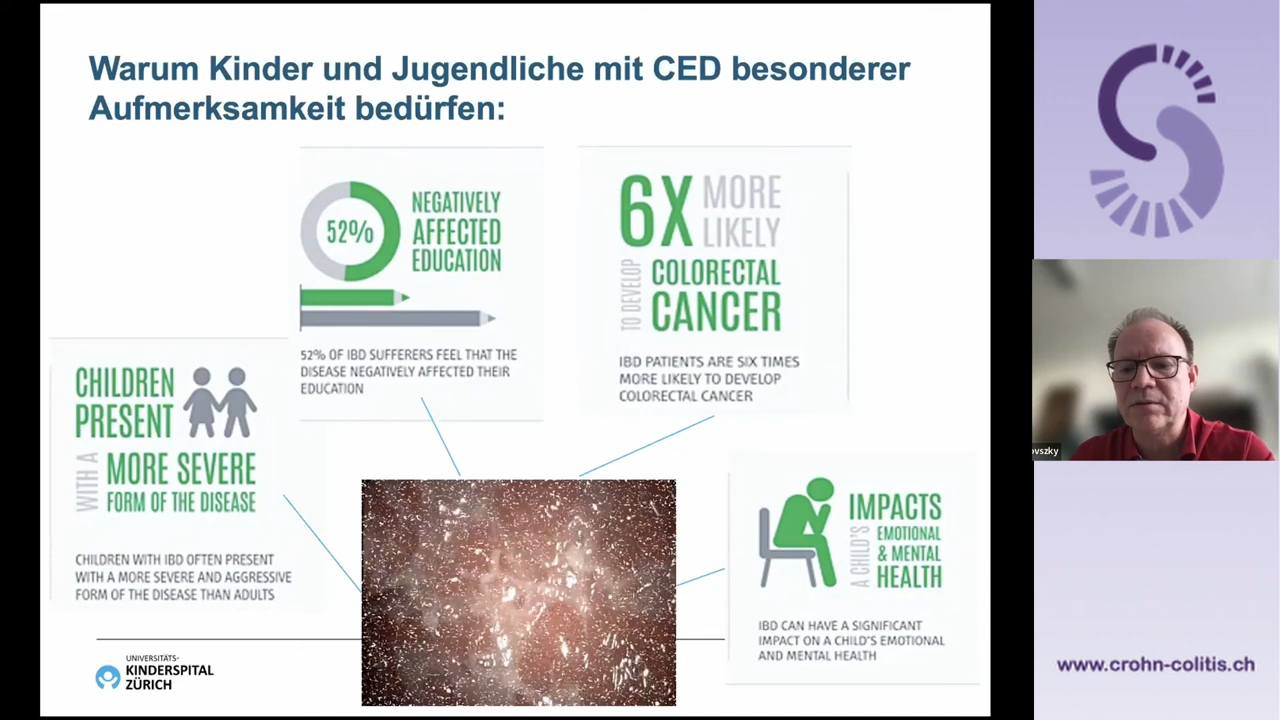 Warum Kinder und Jugendliche mit CED besonderer
Aufmerksamkeit bedürfen:
52%
NEGATIVELY
AFFECTED
EDUCATION
52% OF IBD SUFFERERS FEEL THAT THE
DISEASE NEGATIVELY AFFECTED THEIR
EDUCATION
6X MORE
LIKELY
TO DEVELOP
COLORECTAL
CANCER
IBD PATIENTS ARE SIX TIMES
MORE LIKELY TO DEVELOP
COLORECTAL CANCER
CHILDREN
PRESENT
WITH A
MORE SEVERE
FORM OF THE DISEASE
CHILDREN WITH IBD OFTEN PRESENT
WITH A MORE SEVERE AND AGGRESSIVE
FORM OF THE DISEASE THAN ADULTS
IMPACTS
A CHILD'S
EMOTIONAL
& MENTAL
HEALTH
IBD CAN HAVE A SIGNIFICANT
IMPACT ON A CHILD'S EMOTIONAL
AND MENTAL HEALTH
UNIVERSITÄTS-
KINDERSPITAL
ZÜRICH
ovszky
www.crohn-colitis.ch